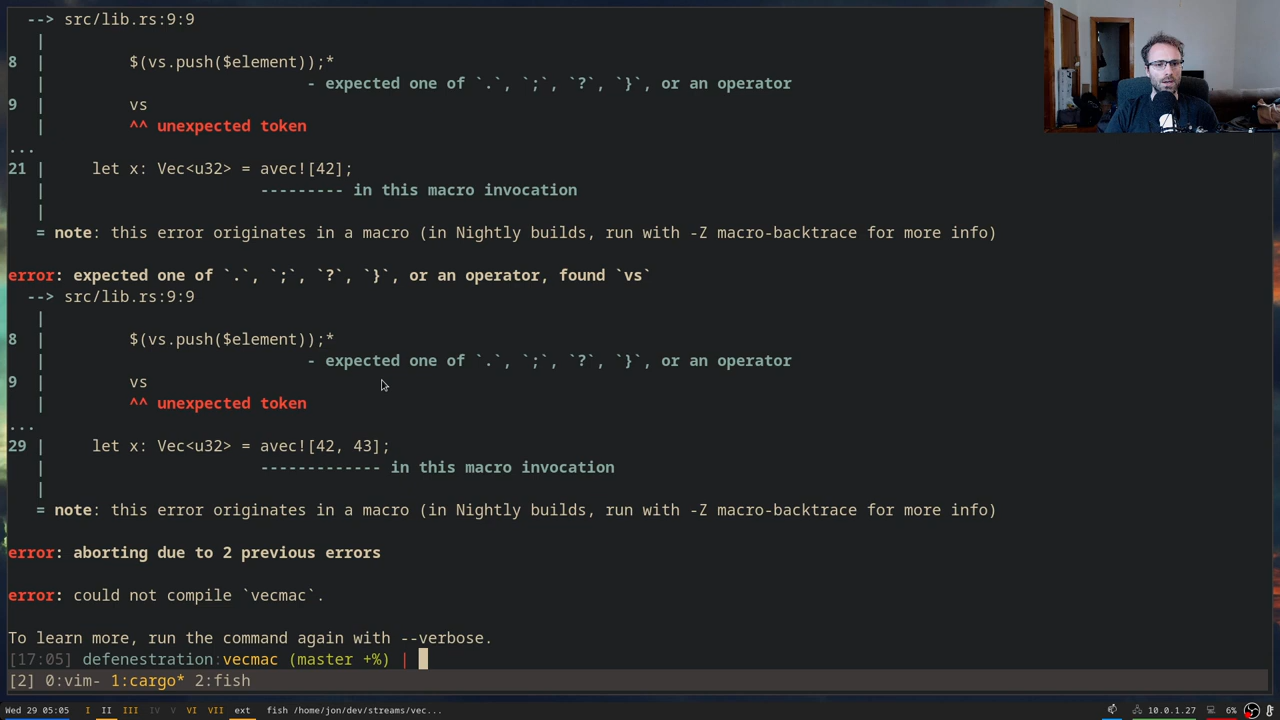 --> src/lib.rs:9:9
|
8 | $(vs.push($element));*
| - expected one of `.`, `;`, `?`, `}`, or an operator
9 | vs
| ^^ unexpected token
...
21 | let x: Vec<u32> = avec![42];
| --------- in this macro invocation
|
= note: this error originates in a macro (in Nightly builds, run with -Z macro-backtrace for more info)
error: expected one of `.`, `;`, `?`, `}`, or an operator, found `vs`
--> src/lib.rs:9:9
|
8 | $(vs.push($element));*
| - expected one of `.`, `;`, `?`, `}`, or an operator
9 | vs
| ^^ unexpected token
...
29 | let x: Vec<u32> = avec![42, 43];
| ------------- in this macro invocation
|
= note: this error originates in a macro (in Nightly builds, run with -Z macro-backtrace for more info)
error: aborting due to 2 previous errors
error: could not compile `vecmac`.
To learn more, run the command again with --verbose.
[17:05] defenestration:vecmac (master +%) |
[2] 0:vim- 1:cargo* 2:fish
Wed 29 05:05 I II III IV V VI VII ext fish /home/jon/dev/streams/vec... 10.0.1.27 6%